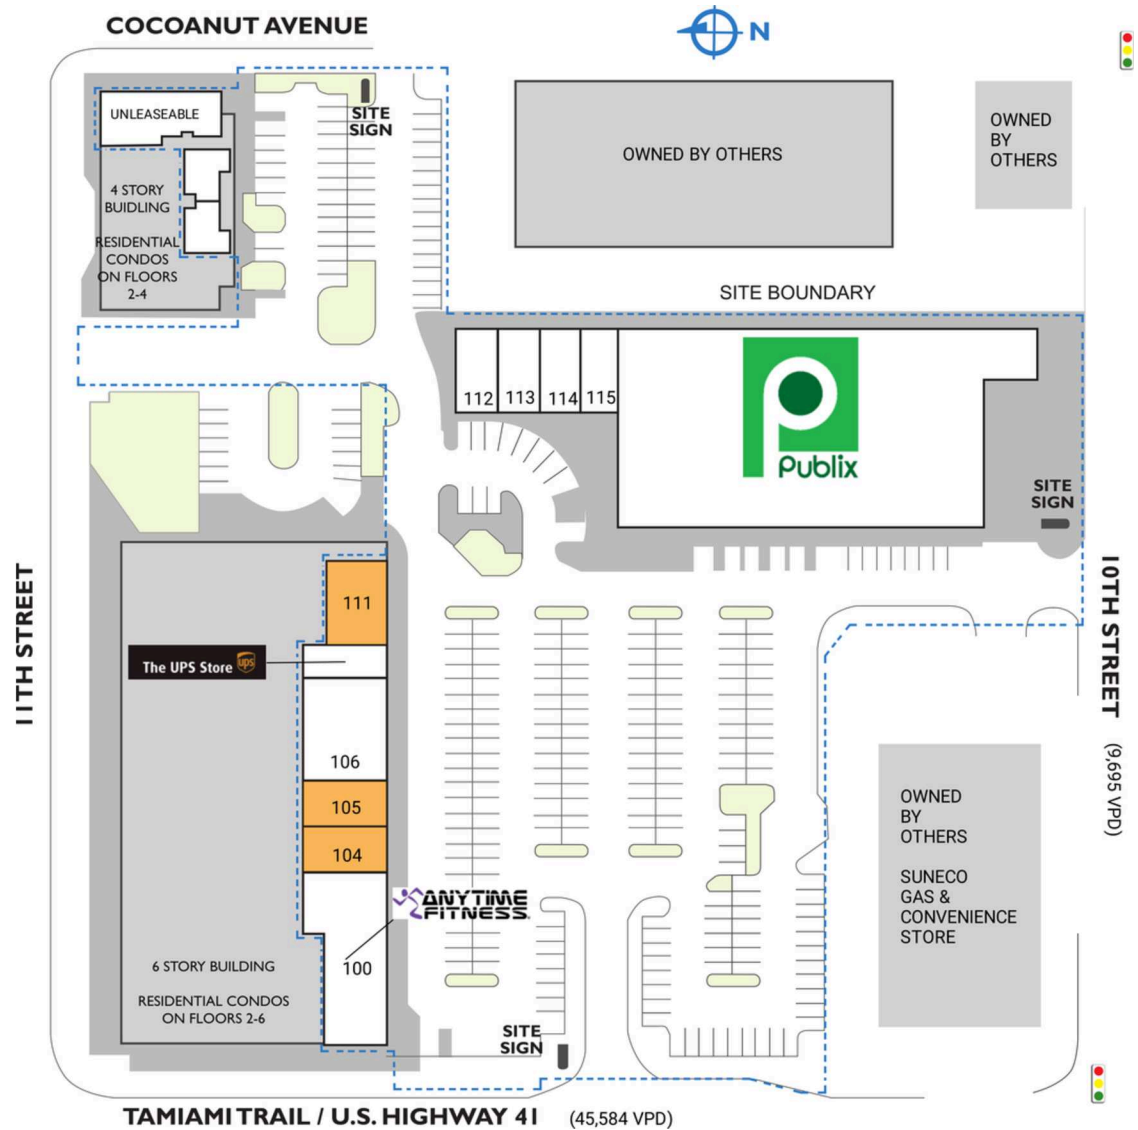 COCOANUT AVENUE
N
SITE
SIGN
UNLEASEABLE
OWNED BY OTHERS
OWNED
BY
OTHERS
4 STORY
BUIDLING
RESIDENTIAL
CONDOS
ON FLOORS
2-4
SITE BOUNDARY
112
113
114
115
Publix
SITE
SIGN
11TH STREET
10TH STREET
(9,695 VPD)
111
The UPS Store
ups
106
105
104
ANYTIME
FITNESS
100
6 STORY BUILDING
RESIDENTIAL CONDOS
ON FLOORS 2-6
OWNED
BY
OTHERS
SUNECO
GAS &
CONVENIENCE
STORE
SITE
SIGN
TAMIAMI TRAIL / U.S. HIGHWAY 41
(45,584 VPD)